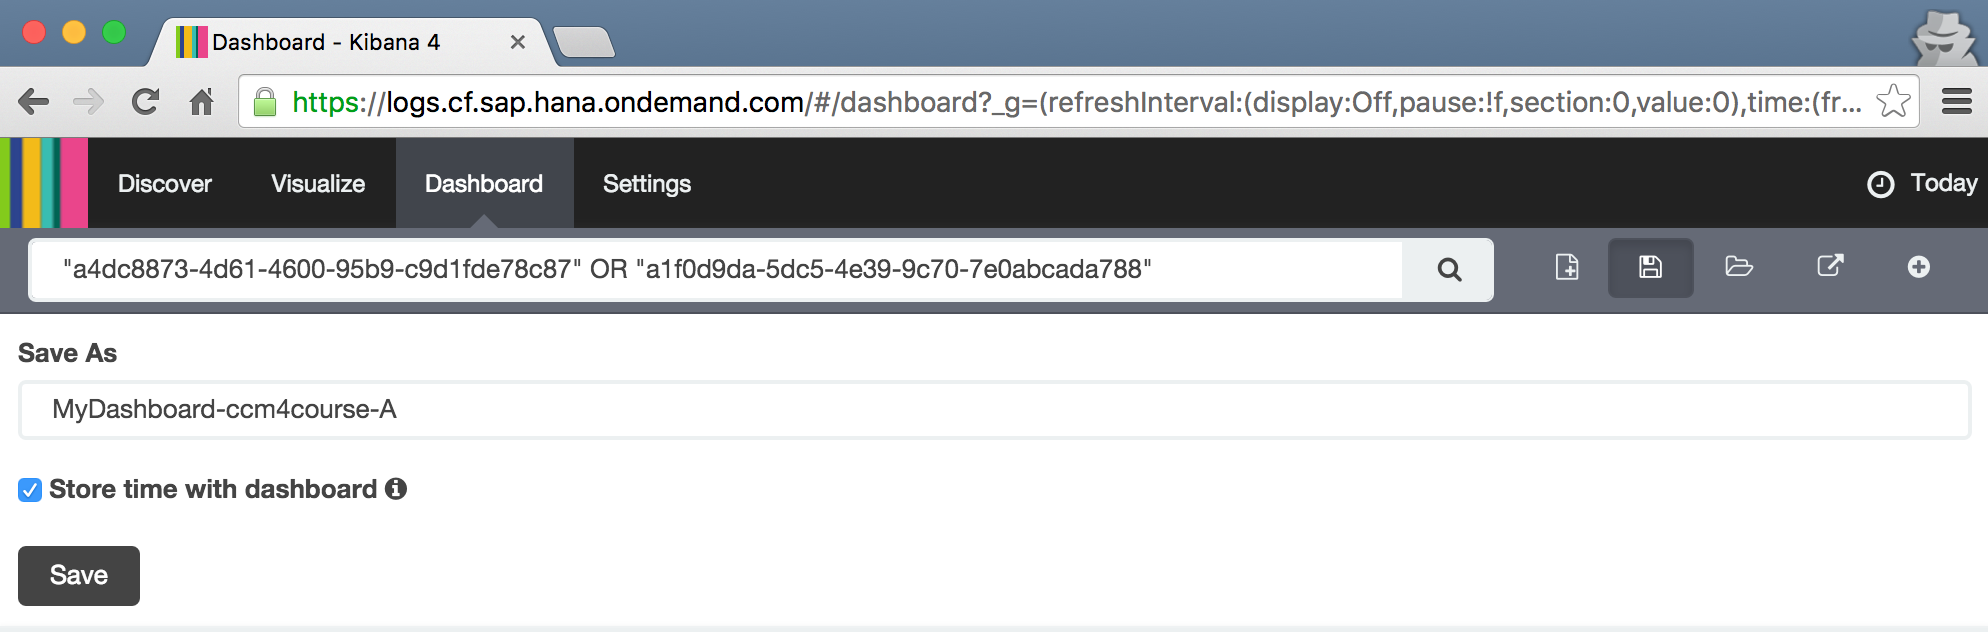 Dashboard - Kibana 4
https://logs.cf.sap.hana.ondemand.com/#/dashboard?_g=(refreshInterval:(display:Off,pause:!f,section:0,value:0),time:(fr...
Discover Visualize Dashboard Settings Today
"a4dc8873-4d61-4600-95b9-c9d1fde78c87" OR "a1f0d9da-5dc5-4e39-9c70-7e0abcada788"
Save As
MyDashboard-ccm4course-A
Store time with dashboard
Save